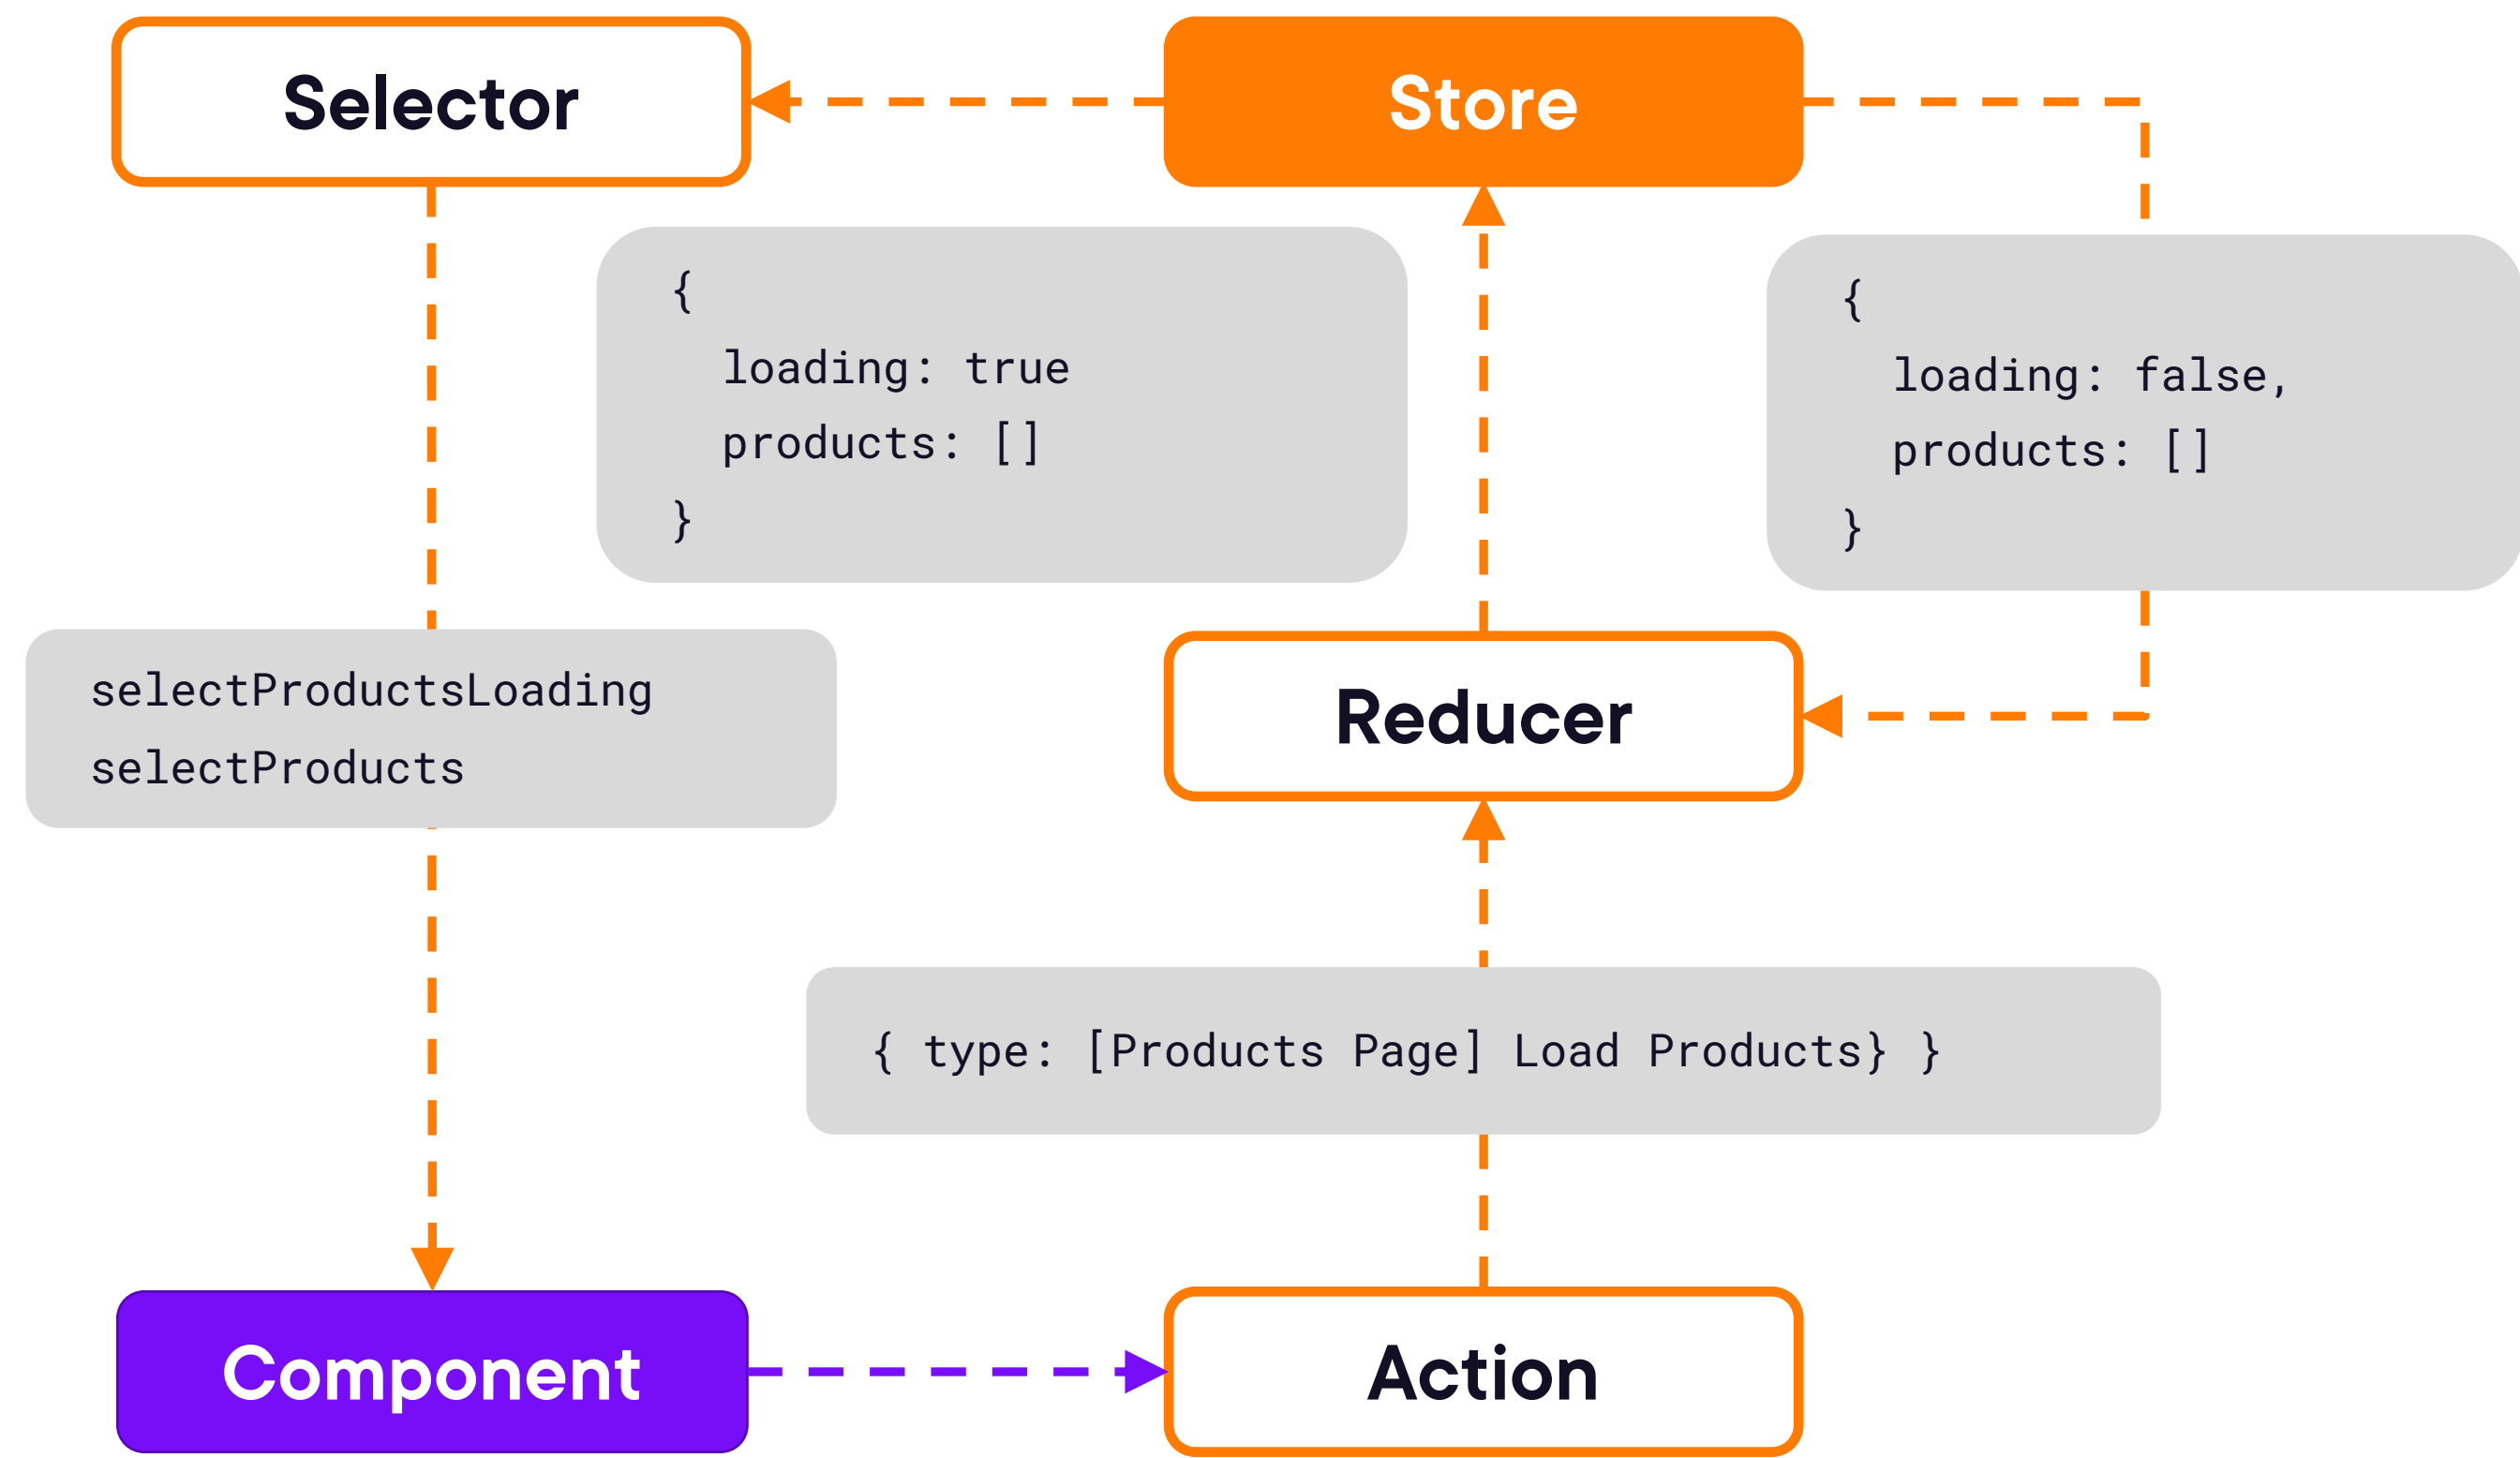 Selector
Store
{
loading: true
products: []
}
{
loading: false,
products: []
}
selectProductsLoading
selectProducts
Reducer
{ type: [Products Page] Load Products} }
Component
Action